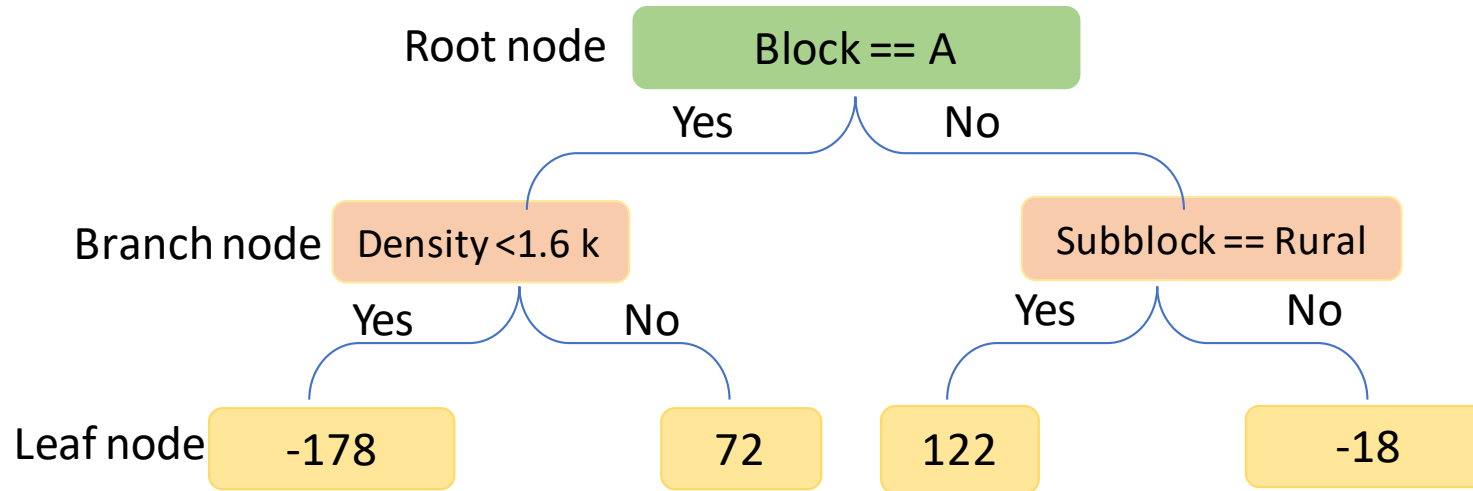 Root node
Block == A
Yes
No
Branch node
Density <1.6 k
Subblock == Rural
Yes
No
Yes
No
Leaf node
-178
72
122
-18